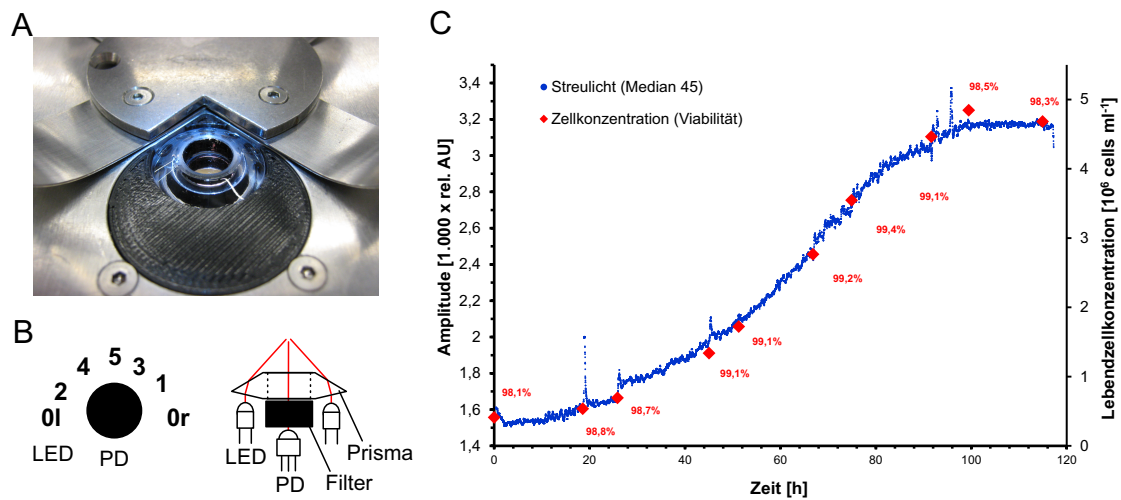 A
B
5
4 3
2 1
0l 0r
LED PD
LED
PD
Filter
Prisma
C
Streulicht (Median 45)
Zellkonzentration (Viabilität)
Amplitude [1.000 x rel. AU]
3,4
3,2
3
2,8
2,6
2,4
2,2
2
1,8
1,6
1,4
0 20 40 60 80 100 120
Zeit [h]
5
4
3
2
1
0
Lebendzellkonzentration [10⁶ cells ml⁻¹]
98,1%
98,8%
98,7%
99,1%
99,1%
99,2%
99,4%
99,1%
98,5%
98,3%